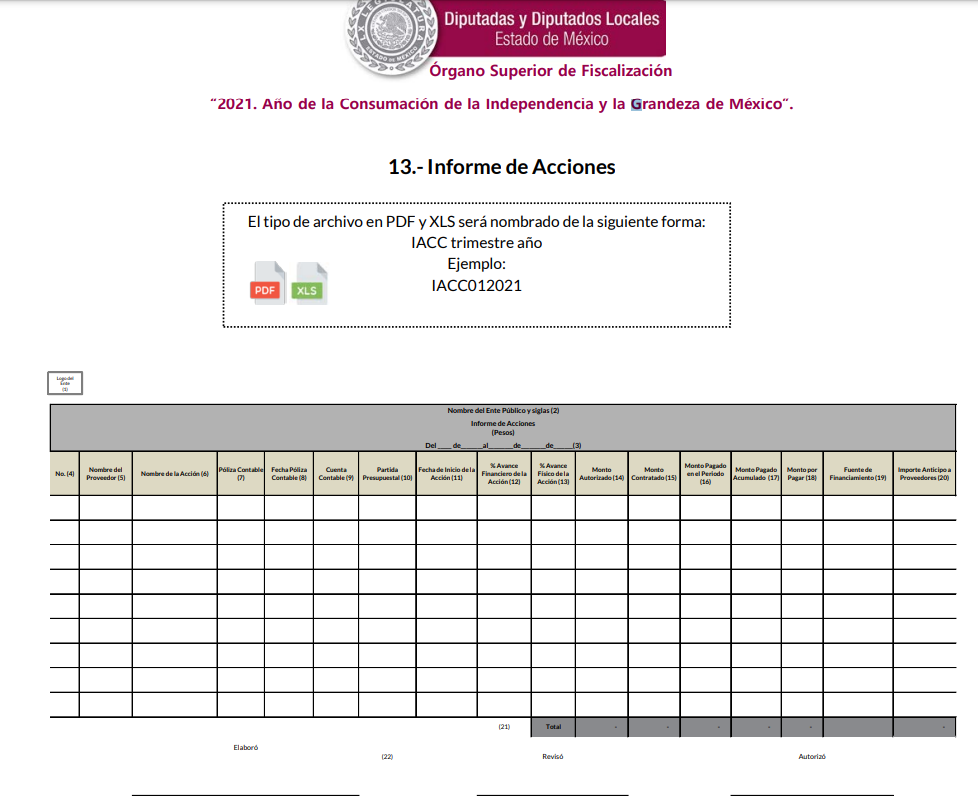 LEGISLATURA
ESTADO DE MÉXICO
Diputadas y Diputados Locales
Estado de México
Órgano Superior de Fiscalización
“2021. Año de la Consumación de la Independencia y la Grandeza de México”.
13.- Informe de Acciones
El tipo de archivo en PDF y XLS será nombrado de la siguiente forma:
IACC trimestre año
Ejemplo:
IACC012021
PDF XLS
Logo del
Ente
(1)
Nombre del Ente Público y siglas (2)
Informe de Acciones
(Pesos)
Del ____ de______al______de______de_____(3)
No. (4)
Nombre del
Proveedor (5)
Nombre de la Acción (6)
Póliza Contable
(7)
Fecha Póliza
Contable (8)
Cuenta
Contable (9)
Partida
Presupuestal (10)
Fecha de Inicio de la
Acción (11)
% Avance
Financiero de la
Acción (12)
% Avance
Físico de la
Acción (13)
Monto
Autorizado (14)
Monto
Contratado (15)
Monto Pagado
en el Periodo
(16)
Monto Pagado
Acumulado (17)
Monto por
Pagar (18)
Fuente de
Financiamiento (19)
Importe Anticipo a
Proveedores (20)
(21) Total - - - - - -
Elaboró
(22)
Revisó
Autorizó